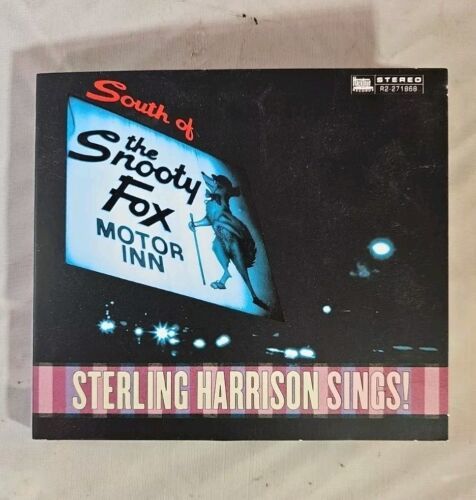 STEREO
R2-271868
South of
the
Snooty
Fox
MOTOR
INN
STERLING HARRISON SINGS!